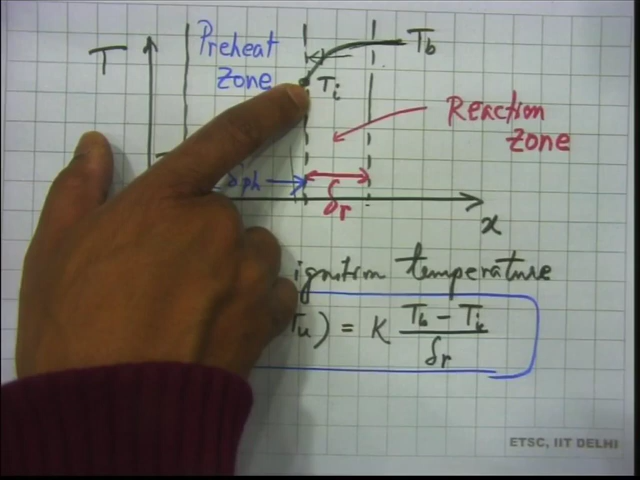 T
Preheat zone
T_b
T_i
Reaction zone
δ_ph
δ_r
x
ignition temperature
T_u) = K (T_b - T_i) / δ_r
ETSC, IIT DELHI